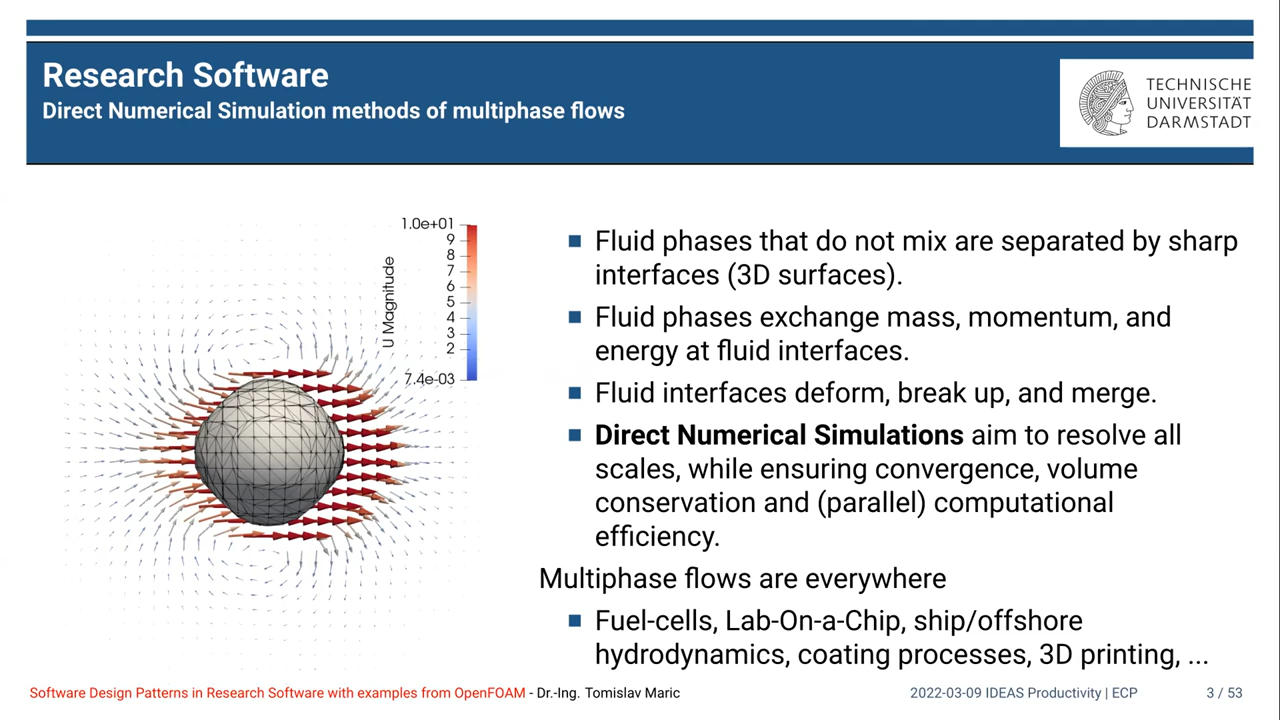 Research Software
Direct Numerical Simulation methods of multiphase flows
TECHNISCHE
UNIVERSITÄT
DARMSTADT
1.0e+01
9
8
7
6
5
4
3
2
7.4e-03
U Magnitude
Fluid phases that do not mix are separated by sharp
interfaces (3D surfaces).
Fluid phases exchange mass, momentum, and
energy at fluid interfaces.
Fluid interfaces deform, break up, and merge.
Direct Numerical Simulations aim to resolve all
scales, while ensuring convergence, volume
conservation and (parallel) computational
efficiency.
Multiphase flows are everywhere
Fuel-cells, Lab-On-a-Chip, ship/offshore
hydrodynamics, coating processes, 3D printing, ...
Software Design Patterns in Research Software with examples from OpenFOAM - Dr.-Ing. Tomislav Maric
2022-03-09 IDEAS Productivity | ECP
3 / 53